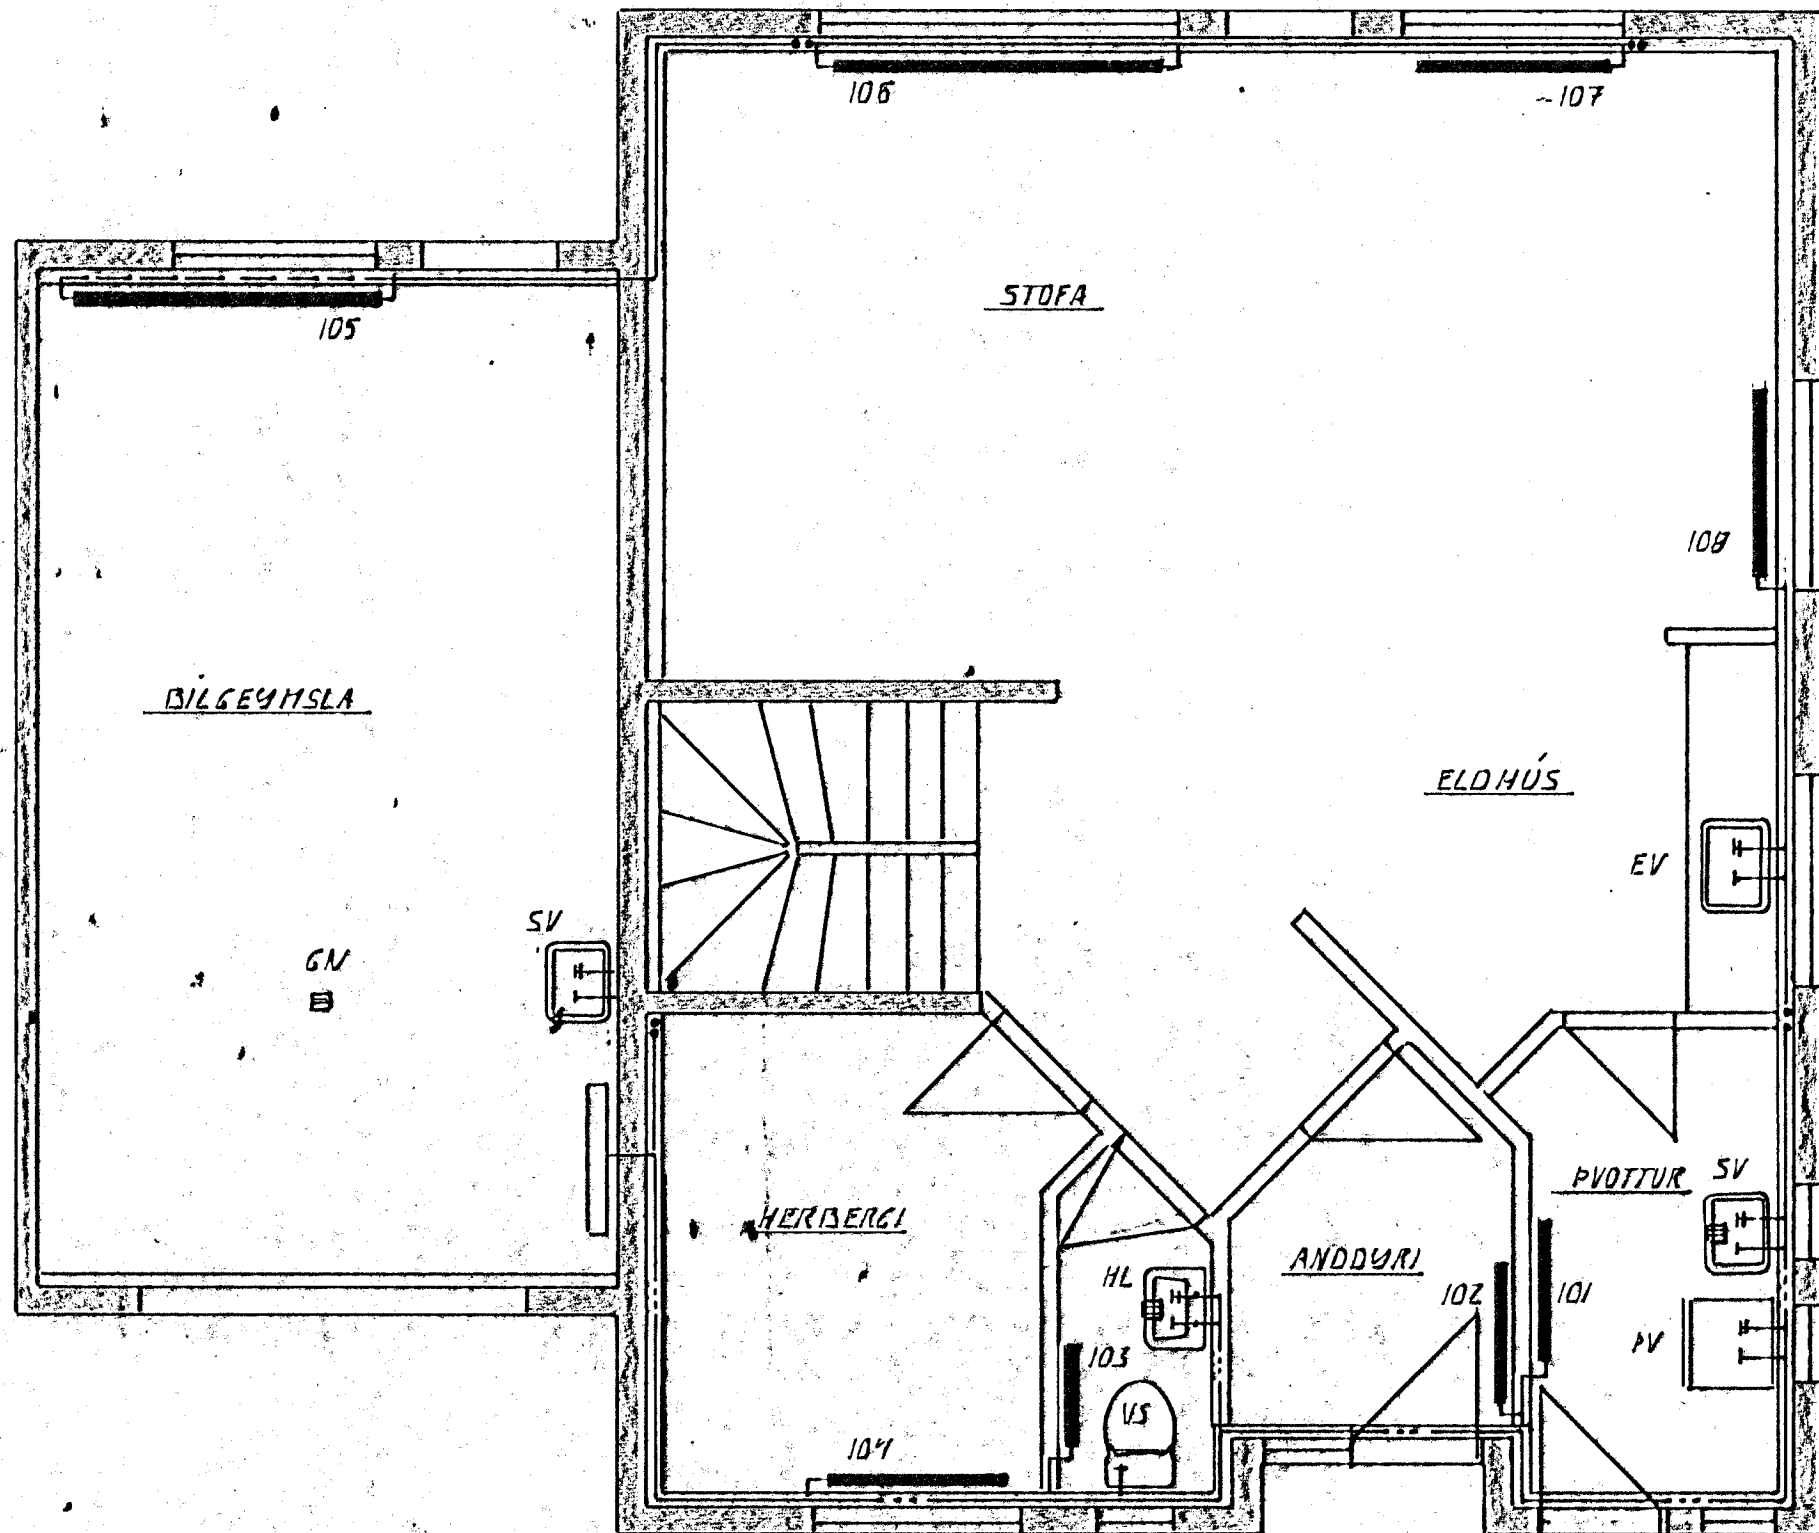 106
107
STOFA
105
108
BÍLGEYMSLA
ELDHÚS
EV
SV
GN
ÞVOTTUR
SV
HERBERGI
ANDDYRI
HL
102
101
103
ÞV
VS
104